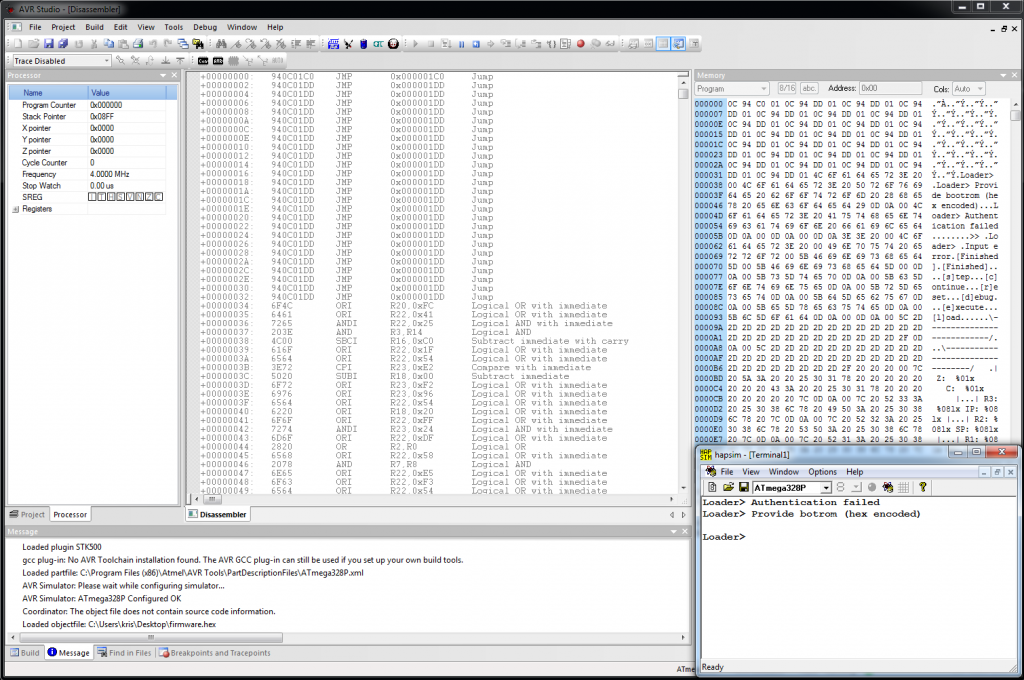 AVR Studio - [Disassembler]
File Project Build Edit View Tools Debug Window Help
Trace Disabled
Processor
Name Value
Program Counter 0x000000
Stack Pointer 0x08FF
X pointer 0x0000
Y pointer 0x0000
Z pointer 0x0000
Cycle Counter 0
Frequency 4.0000 MHz
Stop Watch 0.00 us
SREG I T H S V N Z C
Registers
Project Processor
+00000000: 940C01C0 JMP 0x000001C0 Jump
+00000002: 940C01DD JMP 0x000001DD Jump
+00000004: 940C01DD JMP 0x000001DD Jump
+00000006: 940C01DD JMP 0x000001DD Jump
+00000008: 940C01DD JMP 0x000001DD Jump
+0000000A: 940C01DD JMP 0x000001DD Jump
+0000000C: 940C01DD JMP 0x000001DD Jump
+0000000E: 940C01DD JMP 0x000001DD Jump
+00000010: 940C01DD JMP 0x000001DD Jump
+00000012: 940C01DD JMP 0x000001DD Jump
+00000014: 940C01DD JMP 0x000001DD Jump
+00000016: 940C01DD JMP 0x000001DD Jump
+00000018: 940C01DD JMP 0x000001DD Jump
+0000001A: 940C01DD JMP 0x000001DD Jump
+0000001C: 940C01DD JMP 0x000001DD Jump
+0000001E: 940C01DD JMP 0x000001DD Jump
+00000020: 940C01DD JMP 0x000001DD Jump
+00000022: 940C01DD JMP 0x000001DD Jump
+00000024: 940C01DD JMP 0x000001DD Jump
+00000026: 940C01DD JMP 0x000001DD Jump
+00000028: 940C01DD JMP 0x000001DD Jump
+0000002A: 940C01DD JMP 0x000001DD Jump
+0000002C: 940C01DD JMP 0x000001DD Jump
+0000002E: 940C01DD JMP 0x000001DD Jump
+00000030: 940C01DD JMP 0x000001DD Jump
+00000032: 940C01DD JMP 0x000001DD Jump
+00000034: 6F4C ORI R20,0xFC Logical OR with immediate
+00000035: 6461 ORI R22,0x41 Logical OR with immediate
+00000036: 7265 ANDI R22,0x25 Logical AND with immediate
+00000037: 203E AND R3,R14 Logical AND
+00000038: 4C00 SBCI R16,0xC0 Subtract immediate with carry
+00000039: 616F ORI R22,0x1F Logical OR with immediate
+0000003A: 6564 ORI R22,0x54 Logical OR with immediate
+0000003B: 3E72 CPI R23,0xE2 Compare with immediate
+0000003C: 5020 SUBI R18,0x00 Subtract immediate
+0000003D: 6F72 ORI R23,0xF2 Logical OR with immediate
+0000003E: 6976 ORI R23,0x96 Logical OR with immediate
+0000003F: 6564 ORI R22,0x54 Logical OR with immediate
+00000040: 6220 ORI R18,0x20 Logical OR with immediate
+00000041: 6F6F ORI R22,0xFF Logical OR with immediate
+00000042: 7274 ANDI R23,0x24 Logical AND with immediate
+00000043: 6D6F ORI R22,0xDF Logical OR with immediate
+00000044: 2820 OR R2,R0 Logical OR
+00000045: 6568 ORI R22,0x58 Logical OR with immediate
+00000046: 2078 AND R7,R8 Logical AND
+00000047: 6E65 ORI R22,0xE5 Logical OR with immediate
+00000048: 6F63 ORI R22,0xF3 Logical OR with immediate
+00000049: 6564 ORI R22,0x54 Logical OR with immediate
Disassembler
Memory
Program 8/16 abc. Address: 0x00 Cols: Auto
000000 0C 94 C0 01 0C 94 DD 01 0C 94 DD 01 0C 94
000007 DD 01 0C 94 DD 01 0C 94 DD 01 0C 94 DD 01
00000E 0C 94 DD 01 0C 94 DD 01 0C 94 DD 01 0C 94
000015 DD 01 0C 94 DD 01 0C 94 DD 01 0C 94 DD 01
00001C 0C 94 DD 01 0C 94 DD 01 0C 94 DD 01 0C 94
000023 DD 01 0C 94 DD 01 0C 94 DD 01 0C 94 DD 01
00002A 0C 94 DD 01 0C 94 DD 01 0C 94 DD 01 0C 94
000031 DD 01 0C 94 DD 01 4C 6F 61 64 65 72 3E 20 .Loader>
000038 00 4C 6F 61 64 65 72 3E 20 50 72 6F 76 69 .Loader> Provi
00003F 64 65 20 62 6F 6F 74 72 6F 6D 20 28 68 65 de bootrom (he
000046 78 20 65 6E 63 6F 64 65 64 29 0D 0A 00 4C x encoded)...L
00004D 6F 61 64 65 72 3E 20 41 75 74 68 65 6E 74 oader> Authent
000054 69 63 61 74 69 6F 6E 20 66 61 69 6C 65 64 ication failed
00005B 0D 0A 00 0D 0A 00 0D 0A 3E 3E 20 00 4C 6F ........>> .Lo
000062 61 64 65 72 3E 20 00 49 6E 70 75 74 20 65 ader> .Input e
000069 72 72 6F 72 00 5B 46 69 6E 69 73 68 65 64 rror.[Finished
000070 5D 00 5B 46 69 6E 69 73 68 65 64 5D 00 0D ].[Finished]..
000077 0A 00 5B 73 5D 74 65 70 0D 0A 00 5B 63 5D ..[s]tep...[c]
00007E 6F 6E 74 69 6E 75 65 0D 0A 00 5B 72 5D 65 ontinue...[r]e
000085 73 65 74 0D 0A 00 5B 64 5D 65 62 75 67 0D set...[d]ebug.
00008C 0A 00 5B 65 5D 78 65 63 75 74 65 0D 0A 00 ..[e]xecute...
000093 5B 6C 5D 6F 61 64 0D 0A 00 0D 0A 00 5C 2D [l]oad......\-
00009A 2D 2D 2D 2D 2D 2D 2D 2D 2D 2D 2D 2D 2D 2D --------------
0000A1 2D 2D 2D 2D 2D 2D 2D 2D 2D 2D 2D 2D 2F 0D ------------/.
0000A8 0A 00 5C 2D 2D 2D 2D 2D 2D 2D 2D 2D 2D 2D ..\-----------
0000AF 2D 2D 2D 2D 2D 2D 2D 2D 2D 2D 2D 2D 2D 2D --------------
0000B6 2D 2D 2D 2D 2D 2D 2D 2D 2F 20 20 20 00 7C --------/ .|
0000BD 20 5A 3A 20 20 25 30 31 78 20 20 20 20 20 Z: %01x
0000C4 20 20 20 43 3A 20 20 25 30 31 78 20 20 20 C: %01x
0000CB 20 20 20 20 20 7C 0D 0A 00 7C 20 52 33 3A |...| R3:
0000D2 20 25 30 38 6C 78 20 49 50 3A 20 25 30 38 %08lx IP: %08
0000D9 6C 78 20 7C 0D 0A 00 7C 20 52 32 3A 20 25 lx |...| R2: %
0000E0 30 38 6C 78 20 53 50 3A 20 25 30 38 6C 78 08lx SP: %08lx
0000E7 20 7C 0D 0A 00 7C 20 52 31 3A 20 25 30 38 |...| R1: %08
Message
Loaded plugin STK500
gcc plug-in: No AVR Toolchain installation found. The AVR GCC plug-in can still be used if you set up your own build tools.
Loaded partfile: C:\Program Files (x86)\Atmel\AVR Tools\PartDescriptionFiles\ATmega328P.xml
AVR Simulator: Please wait while configuring simulator...
AVR Simulator: ATmega328P Configured OK
Coordinator: The object file does not contain source code information.
Loaded objectfile: C:\Users\kris\Desktop\firmware.hex
Build Message Find in Files Breakpoints and Tracepoints
ATme
HAP SIM
hapsim - [Terminal1]
File View Window Options Help
ATmega328P
Loader> Authentication failed
Loader> Provide botrom (hex encoded)
Loader>
Ready